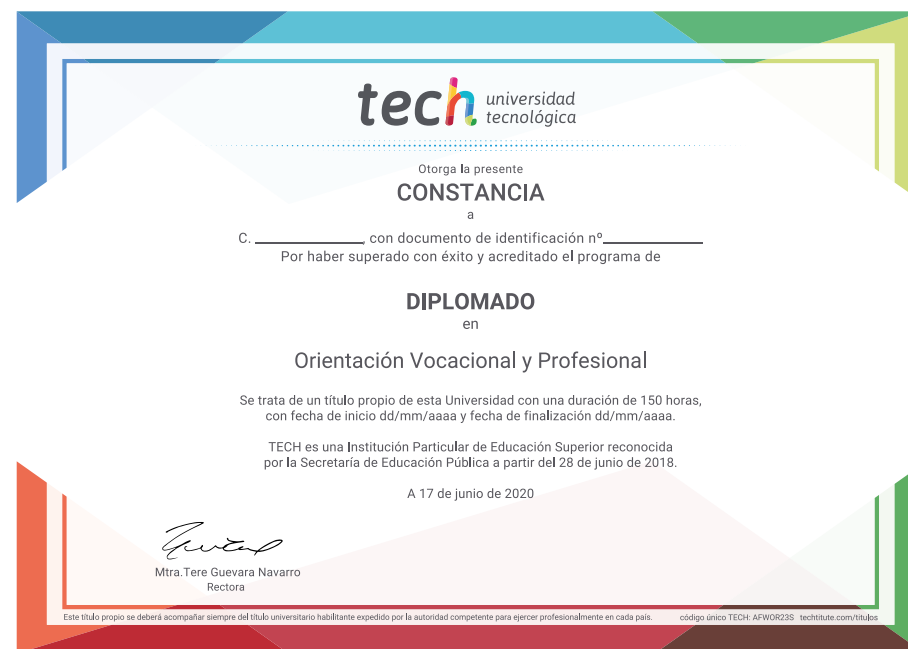 tech universidad
tecnológica
Otorga la presente
CONSTANCIA
a
C. ____________, con documento de identificación nº____________
Por haber superado con éxito y acreditado el programa de
DIPLOMADO
en
Orientación Vocacional y Profesional
Se trata de un título propio de esta Universidad con una duración de 150 horas,
con fecha de inicio dd/mm/aaaa y fecha de finalización dd/mm/aaaa.
TECH es una Institución Particular de Educación Superior reconocida
por la Secretaría de Educación Pública a partir del 28 de junio de 2018.
A 17 de junio de 2020
Mtra.Tere Guevara Navarro
Rectora
Este título propio se deberá acompañar siempre del título universitario habilitante expedido por la autoridad competente para ejercer profesionalmente en cada país. código único TECH: AFWOR23S techtitute.com/titulos